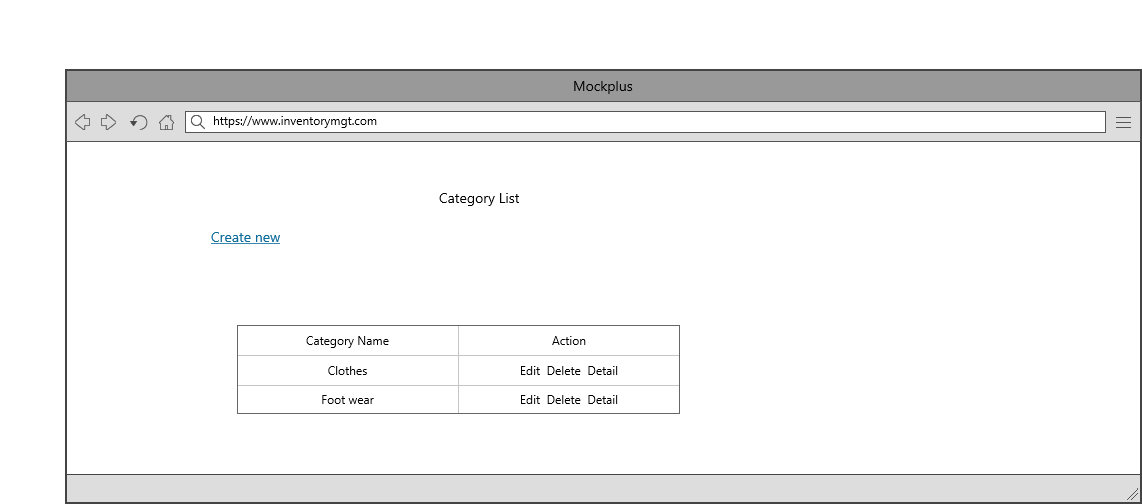 Mockplus
https://www.inventorymgt.com
Category List
Create new
Category Name Action
Clothes Edit Delete Detail
Foot wear Edit Delete Detail